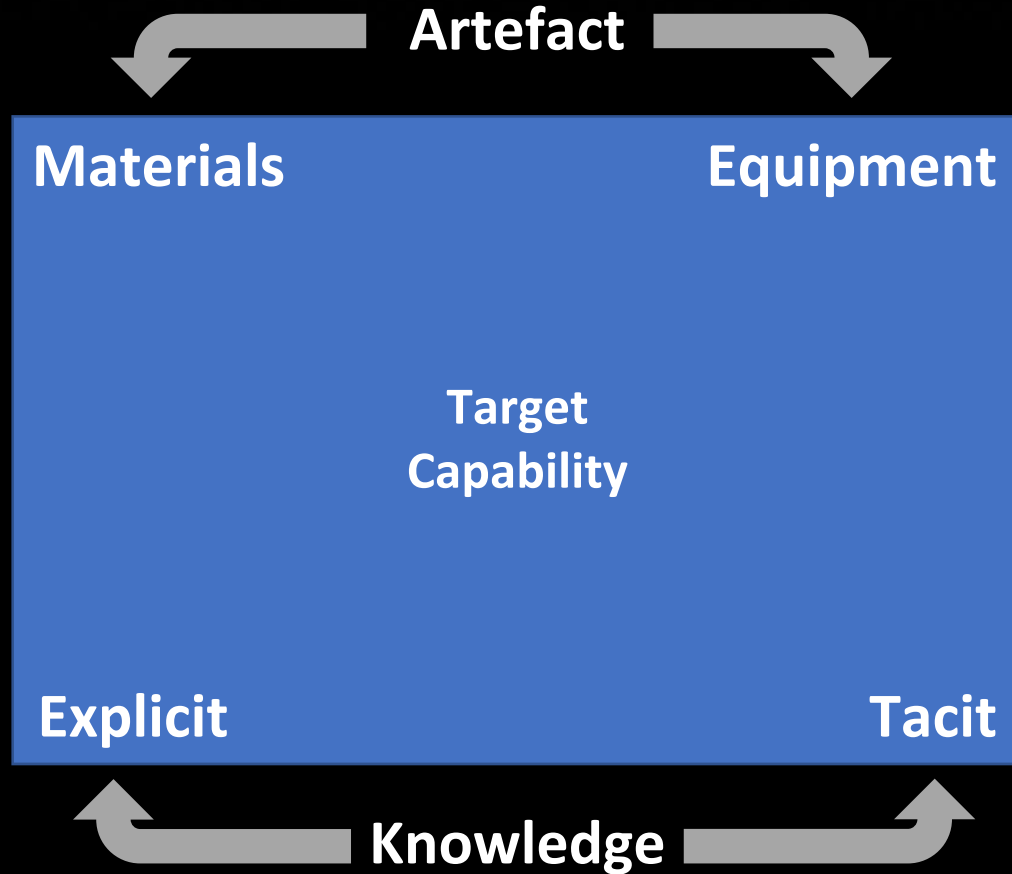 Artefact
Materials
Equipment
Target
Capability
Explicit
Tacit
Knowledge